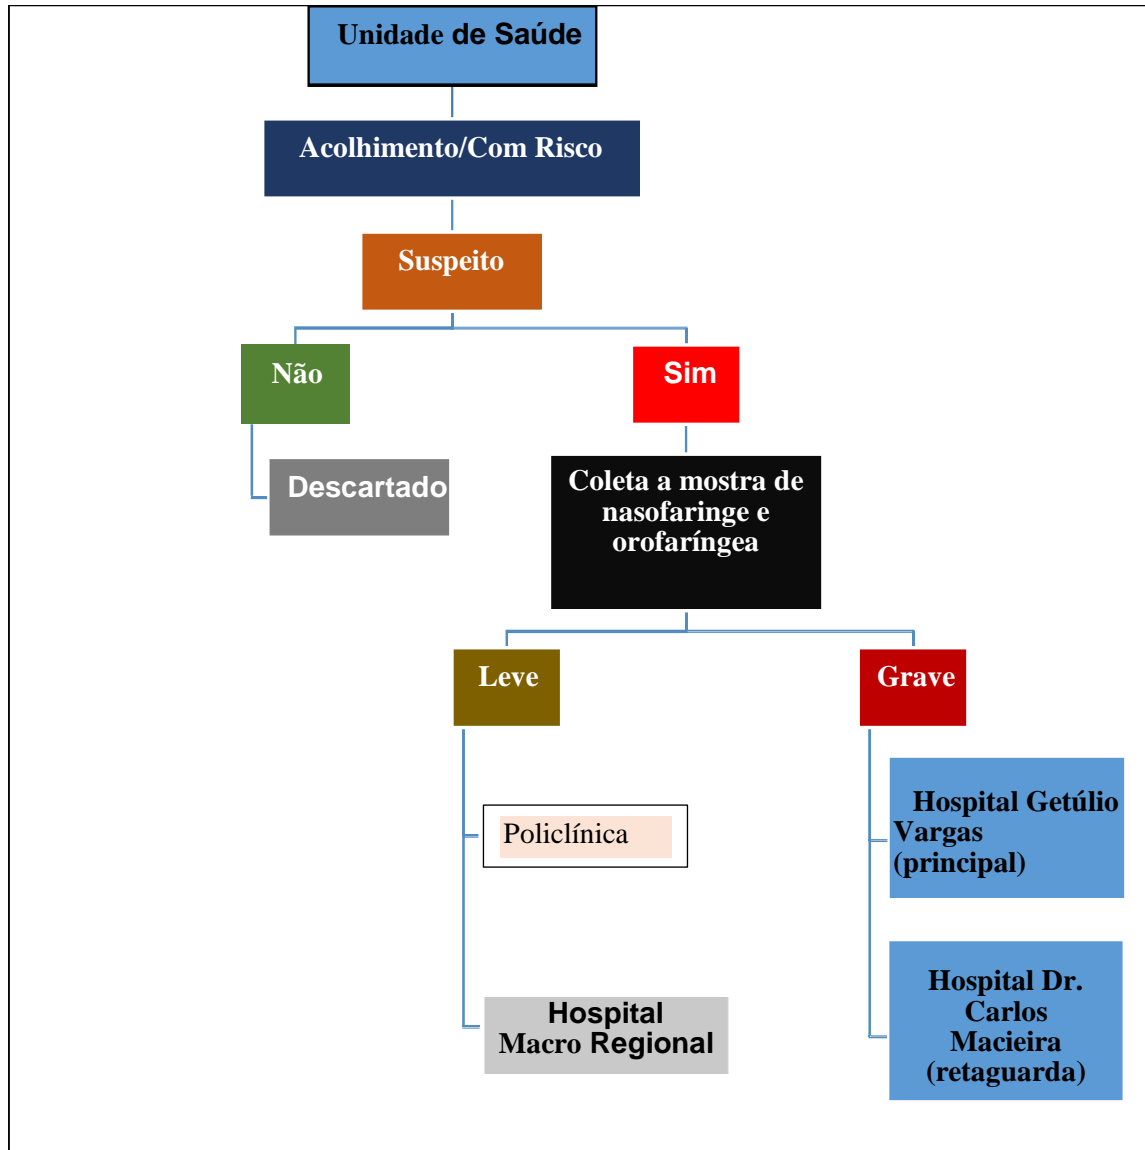 Unidade de Saúde
Acolhimento/Com Risco
Suspeito
Não
Sim
Descartado
Coleta a mostra de
nasofaringe e
orofaríngea
Leve
Grave
Policlínica
Hospital Getúlio
Vargas
(principal)
Hospital
Macro Regional
Hospital Dr.
Carlos
Macieira
(retaguarda)